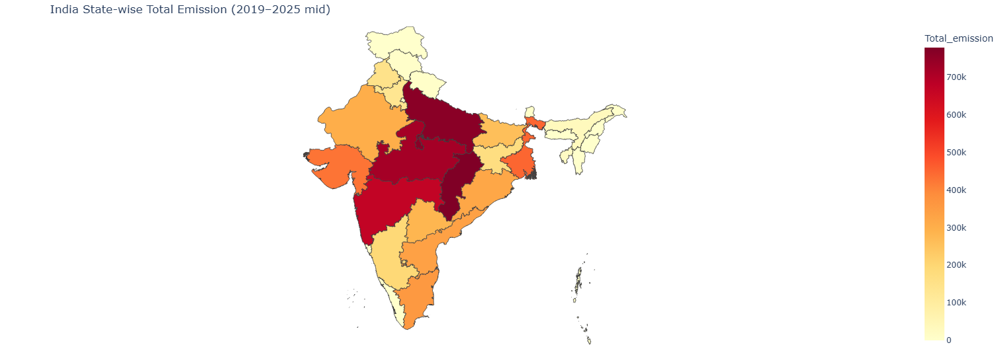 India State-wise Total Emission (2019–2025 mid)
Total_emission
700k
600k
500k
400k
300k
200k
100k
0